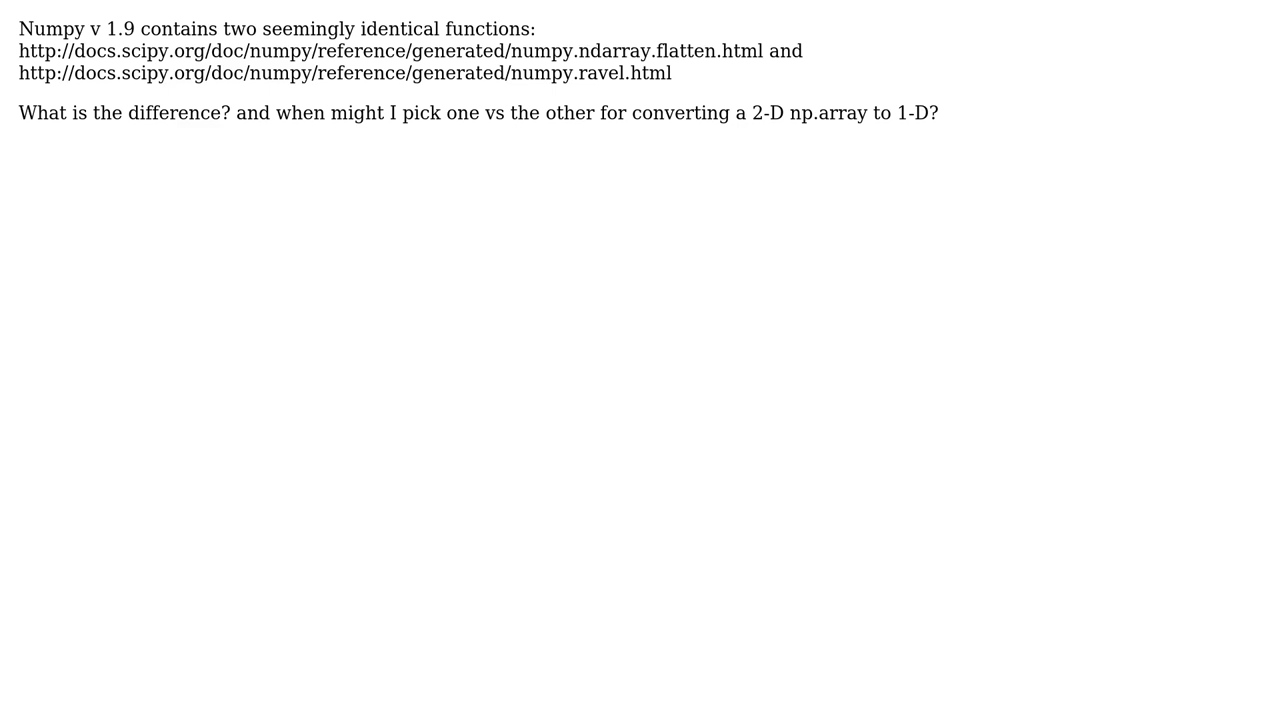 Numpy v 1.9 contains two seemingly identical functions:
http://docs.scipy.org/doc/numpy/reference/generated/numpy.ndarray.flatten.html and
http://docs.scipy.org/doc/numpy/reference/generated/numpy.ravel.html
What is the difference? and when might I pick one vs the other for converting a 2-D np.array to 1-D?